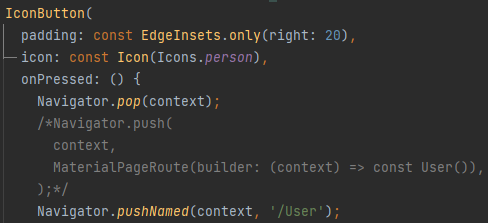 IconButton(
padding: const EdgeInsets.only(right: 20),
icon: const Icon(Icons.person),
onPressed: () {
Navigator.pop(context);
/*Navigator.push(
context,
MaterialPageRoute(builder: (context) => const User()),
);*/
Navigator.pushNamed(context, '/User');